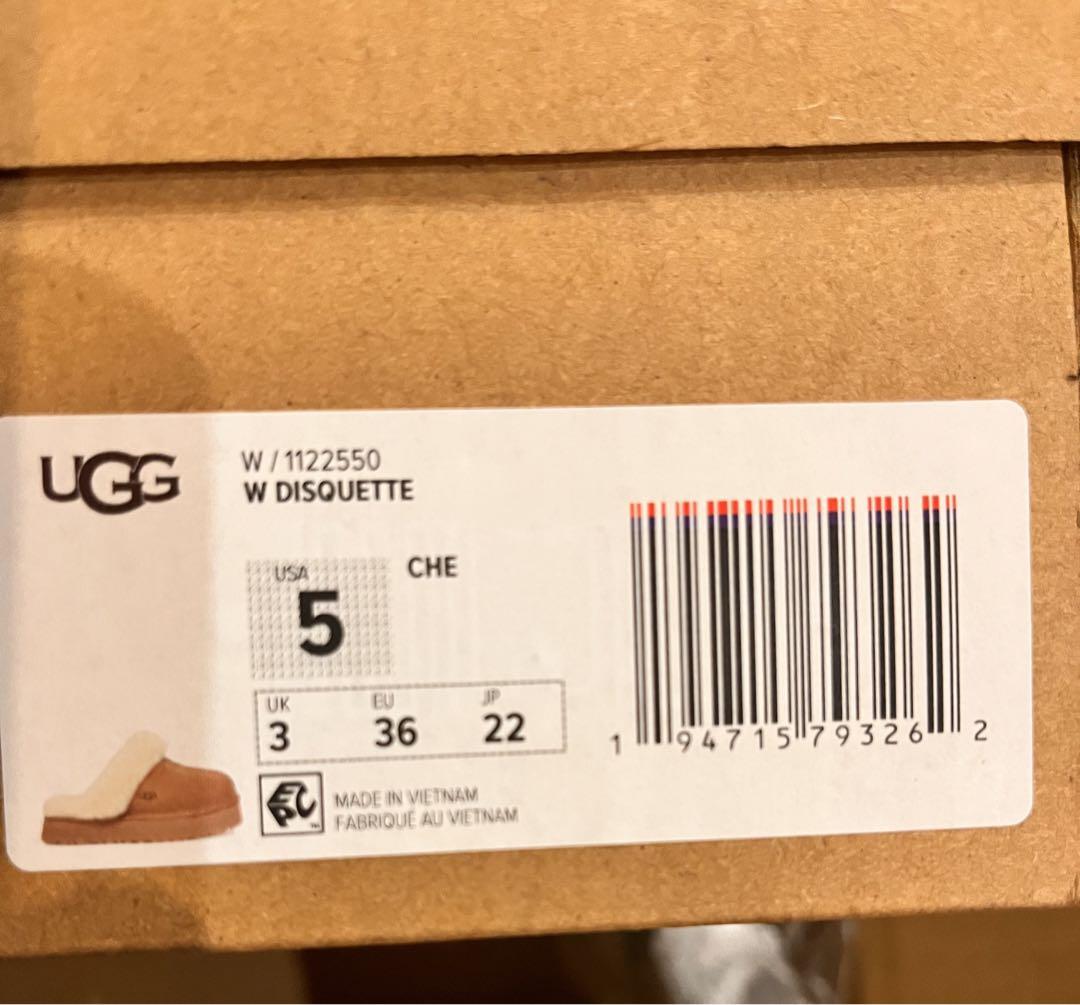 UGG
W / 1122550
W DISQUETTE
USA
5
CHE
UK EU JP
3 36 22
EPC
MADE IN VIETNAM
FABRIQUÉ AU VIETNAM
1 94715 79326 2